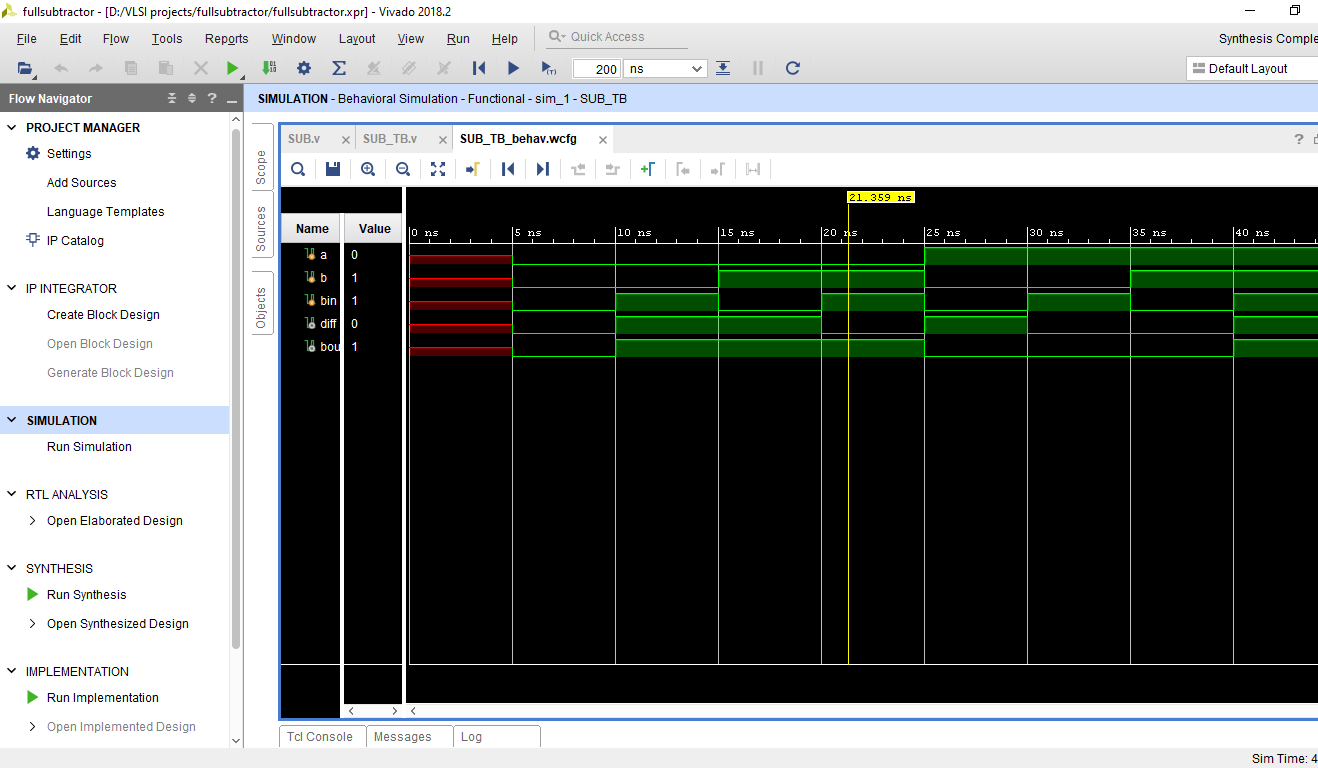 fullsubtractor - [D:/VLSI projects/fullsubtractor/fullsubtractor.xpr] - Vivado 2018.2
File Edit Flow Tools Reports Window Layout View Run Help Quick Access Synthesis Comple
200 ns Default Layout
Flow Navigator
SIMULATION - Behavioral Simulation - Functional - sim_1 - SUB_TB
PROJECT MANAGER
Settings
Add Sources
Language Templates
IP Catalog
IP INTEGRATOR
Create Block Design
Open Block Design
Generate Block Design
SIMULATION
Run Simulation
RTL ANALYSIS
Open Elaborated Design
SYNTHESIS
Run Synthesis
Open Synthesized Design
IMPLEMENTATION
Run Implementation
Open Implemented Design
Scope
Sources
Objects
SUB.v SUB_TB.v SUB_TB_behav.wcfg
21.359 ns
Name Value
0 ns 5 ns 10 ns 15 ns 20 ns 25 ns 30 ns 35 ns 40 ns
a 0
b 1
bin 1
diff 0
bou 1
Tcl Console Messages Log
Sim Time: 4